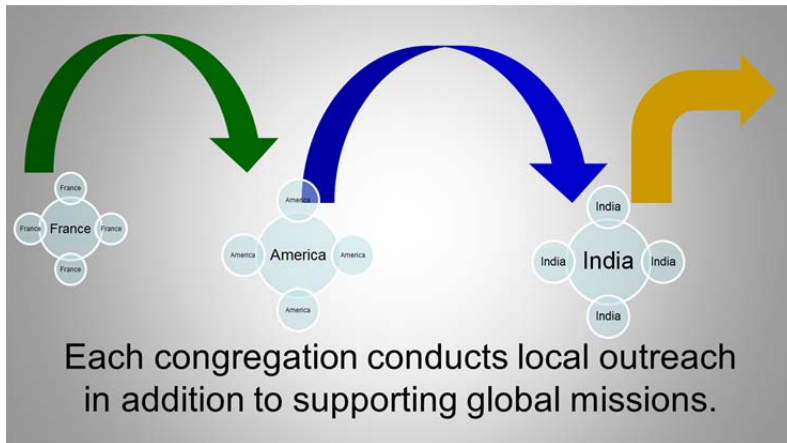 France
France France France
France
America
America America America
America
India
India India India
India
Each congregation conducts local outreach
in addition to supporting global missions.